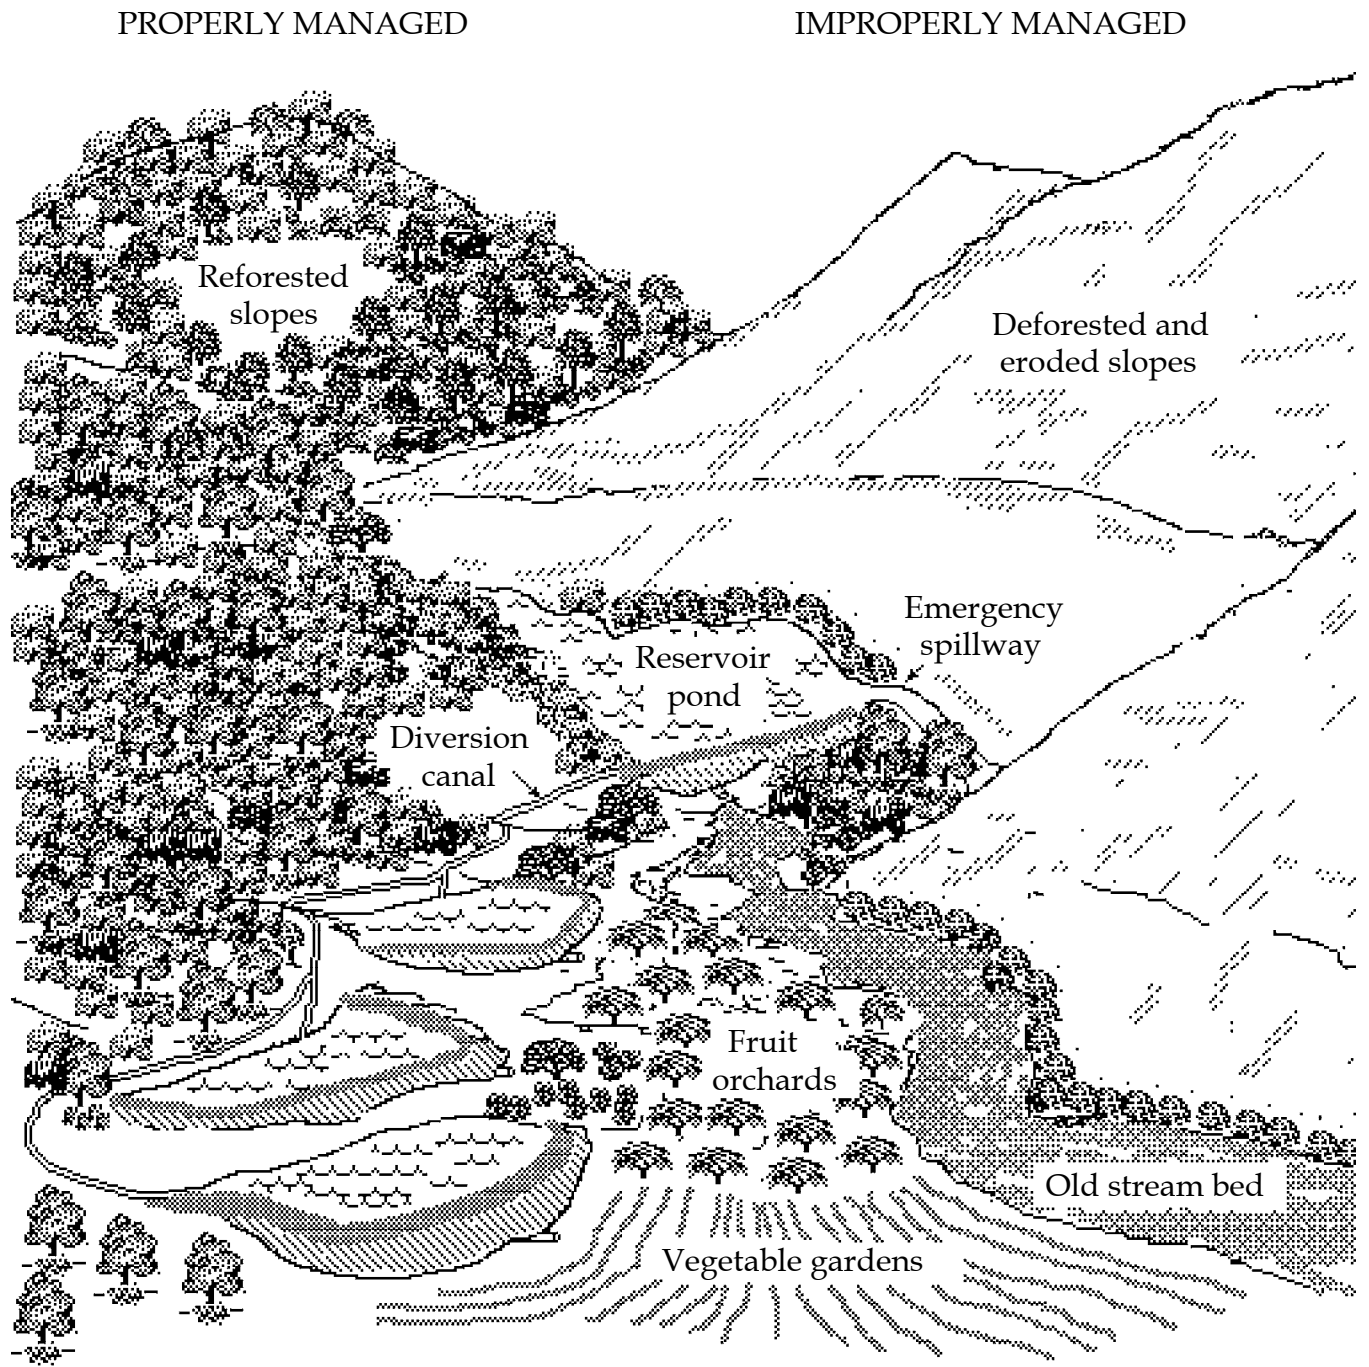 PROPERLY MANAGED
IMPROPERLY MANAGED
Reforested
slopes
Deforested and
eroded slopes
Emergency
spillway
Reservoir
pond
Diversion
canal
Fruit
orchards
Old stream bed
Vegetable gardens